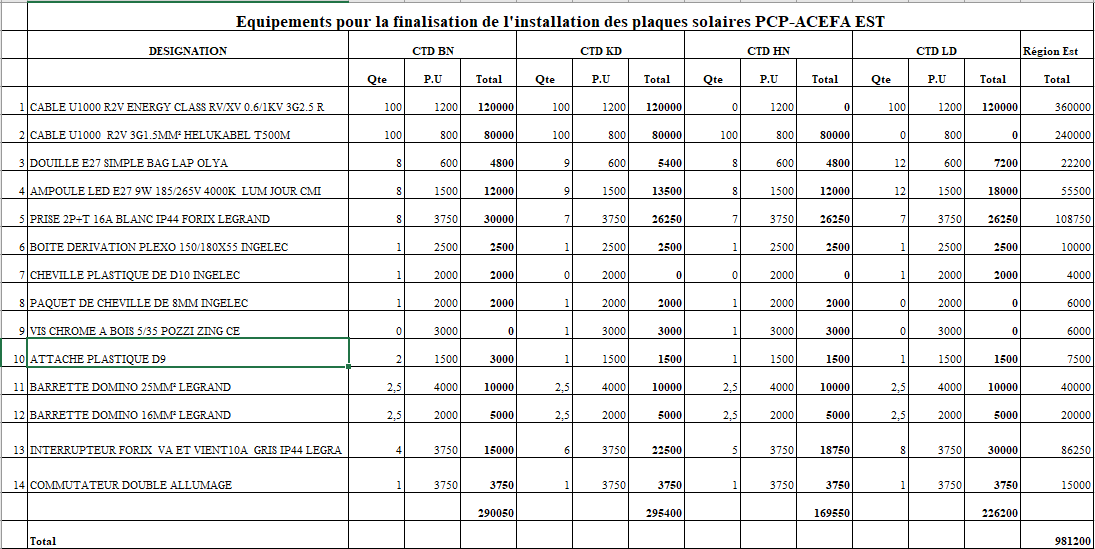 Equipements pour la finalisation de l'installation des plaques solaires PCP-ACEFA EST
DESIGNATION CTD BN CTD KD CTD HN CTD LD Région Est
Qte P.U Total Qte P.U Total Qte P.U Total Qte P.U Total Total
1 CABLE U1000 R2V ENERGY CLASS RV/XV 0.6/1KV 3G2.5 R 100 1200 120000 100 1200 120000 0 1200 0 100 1200 120000 360000
2 CABLE U1000 R2V 3G1.5MM² HELUKABEL T500M 100 800 80000 100 800 80000 100 800 80000 0 800 0 240000
3 DOUILLE E27 SIMPLE BAG LAP OLYA 8 600 4800 9 600 5400 8 600 4800 12 600 7200 22200
4 AMPOULE LED E27 9W 185/265V 4000K LUM JOUR CMI 8 1500 12000 9 1500 13500 8 1500 12000 12 1500 18000 55500
5 PRISE 2P+T 16A BLANC IP44 FORIX LEGRAND 8 3750 30000 7 3750 26250 7 3750 26250 7 3750 26250 108750
6 BOITE DERIVATION PLEXO 150/180X55 INGELEC 1 2500 2500 1 2500 2500 1 2500 2500 1 2500 2500 10000
7 CHEVILLE PLASTIQUE DE D10 INGELEC 1 2000 2000 0 2000 0 0 2000 0 1 2000 2000 4000
8 PAQUET DE CHEVILLE DE 8MM INGELEC 1 2000 2000 1 2000 2000 1 2000 2000 0 2000 0 6000
9 VIS CHROME A BOIS 5/35 POZZI ZING CE 0 3000 0 1 3000 3000 1 3000 3000 0 3000 0 6000
10 ATTACHE PLASTIQUE D9 2 1500 3000 1 1500 1500 1 1500 1500 1 1500 1500 7500
11 BARRETTE DOMINO 25MM² LEGRAND 2,5 4000 10000 2,5 4000 10000 2,5 4000 10000 2,5 4000 10000 40000
12 BARRETTE DOMINO 16MM² LEGRAND 2,5 2000 5000 2,5 2000 5000 2,5 2000 5000 2,5 2000 5000 20000
13 INTERRUPTEUR FORIX VA ET VIENT10A GRIS IP44 LEGRA 4 3750 15000 6 3750 22500 5 3750 18750 8 3750 30000 86250
14 COMMUTATEUR DOUBLE ALLUMAGE 1 3750 3750 1 3750 3750 1 3750 3750 1 3750 3750 15000
290050 295400 169550 226200
Total 981200